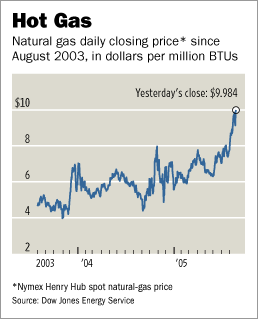 Hot Gas
Natural gas daily closing price* since
August 2003, in dollars per million BTUs
Yesterday's close: $9.984
$10
8
6
4
2
2003 '04 '05
*Nymex Henry Hub spot natural-gas price
Source: Dow Jones Energy Service